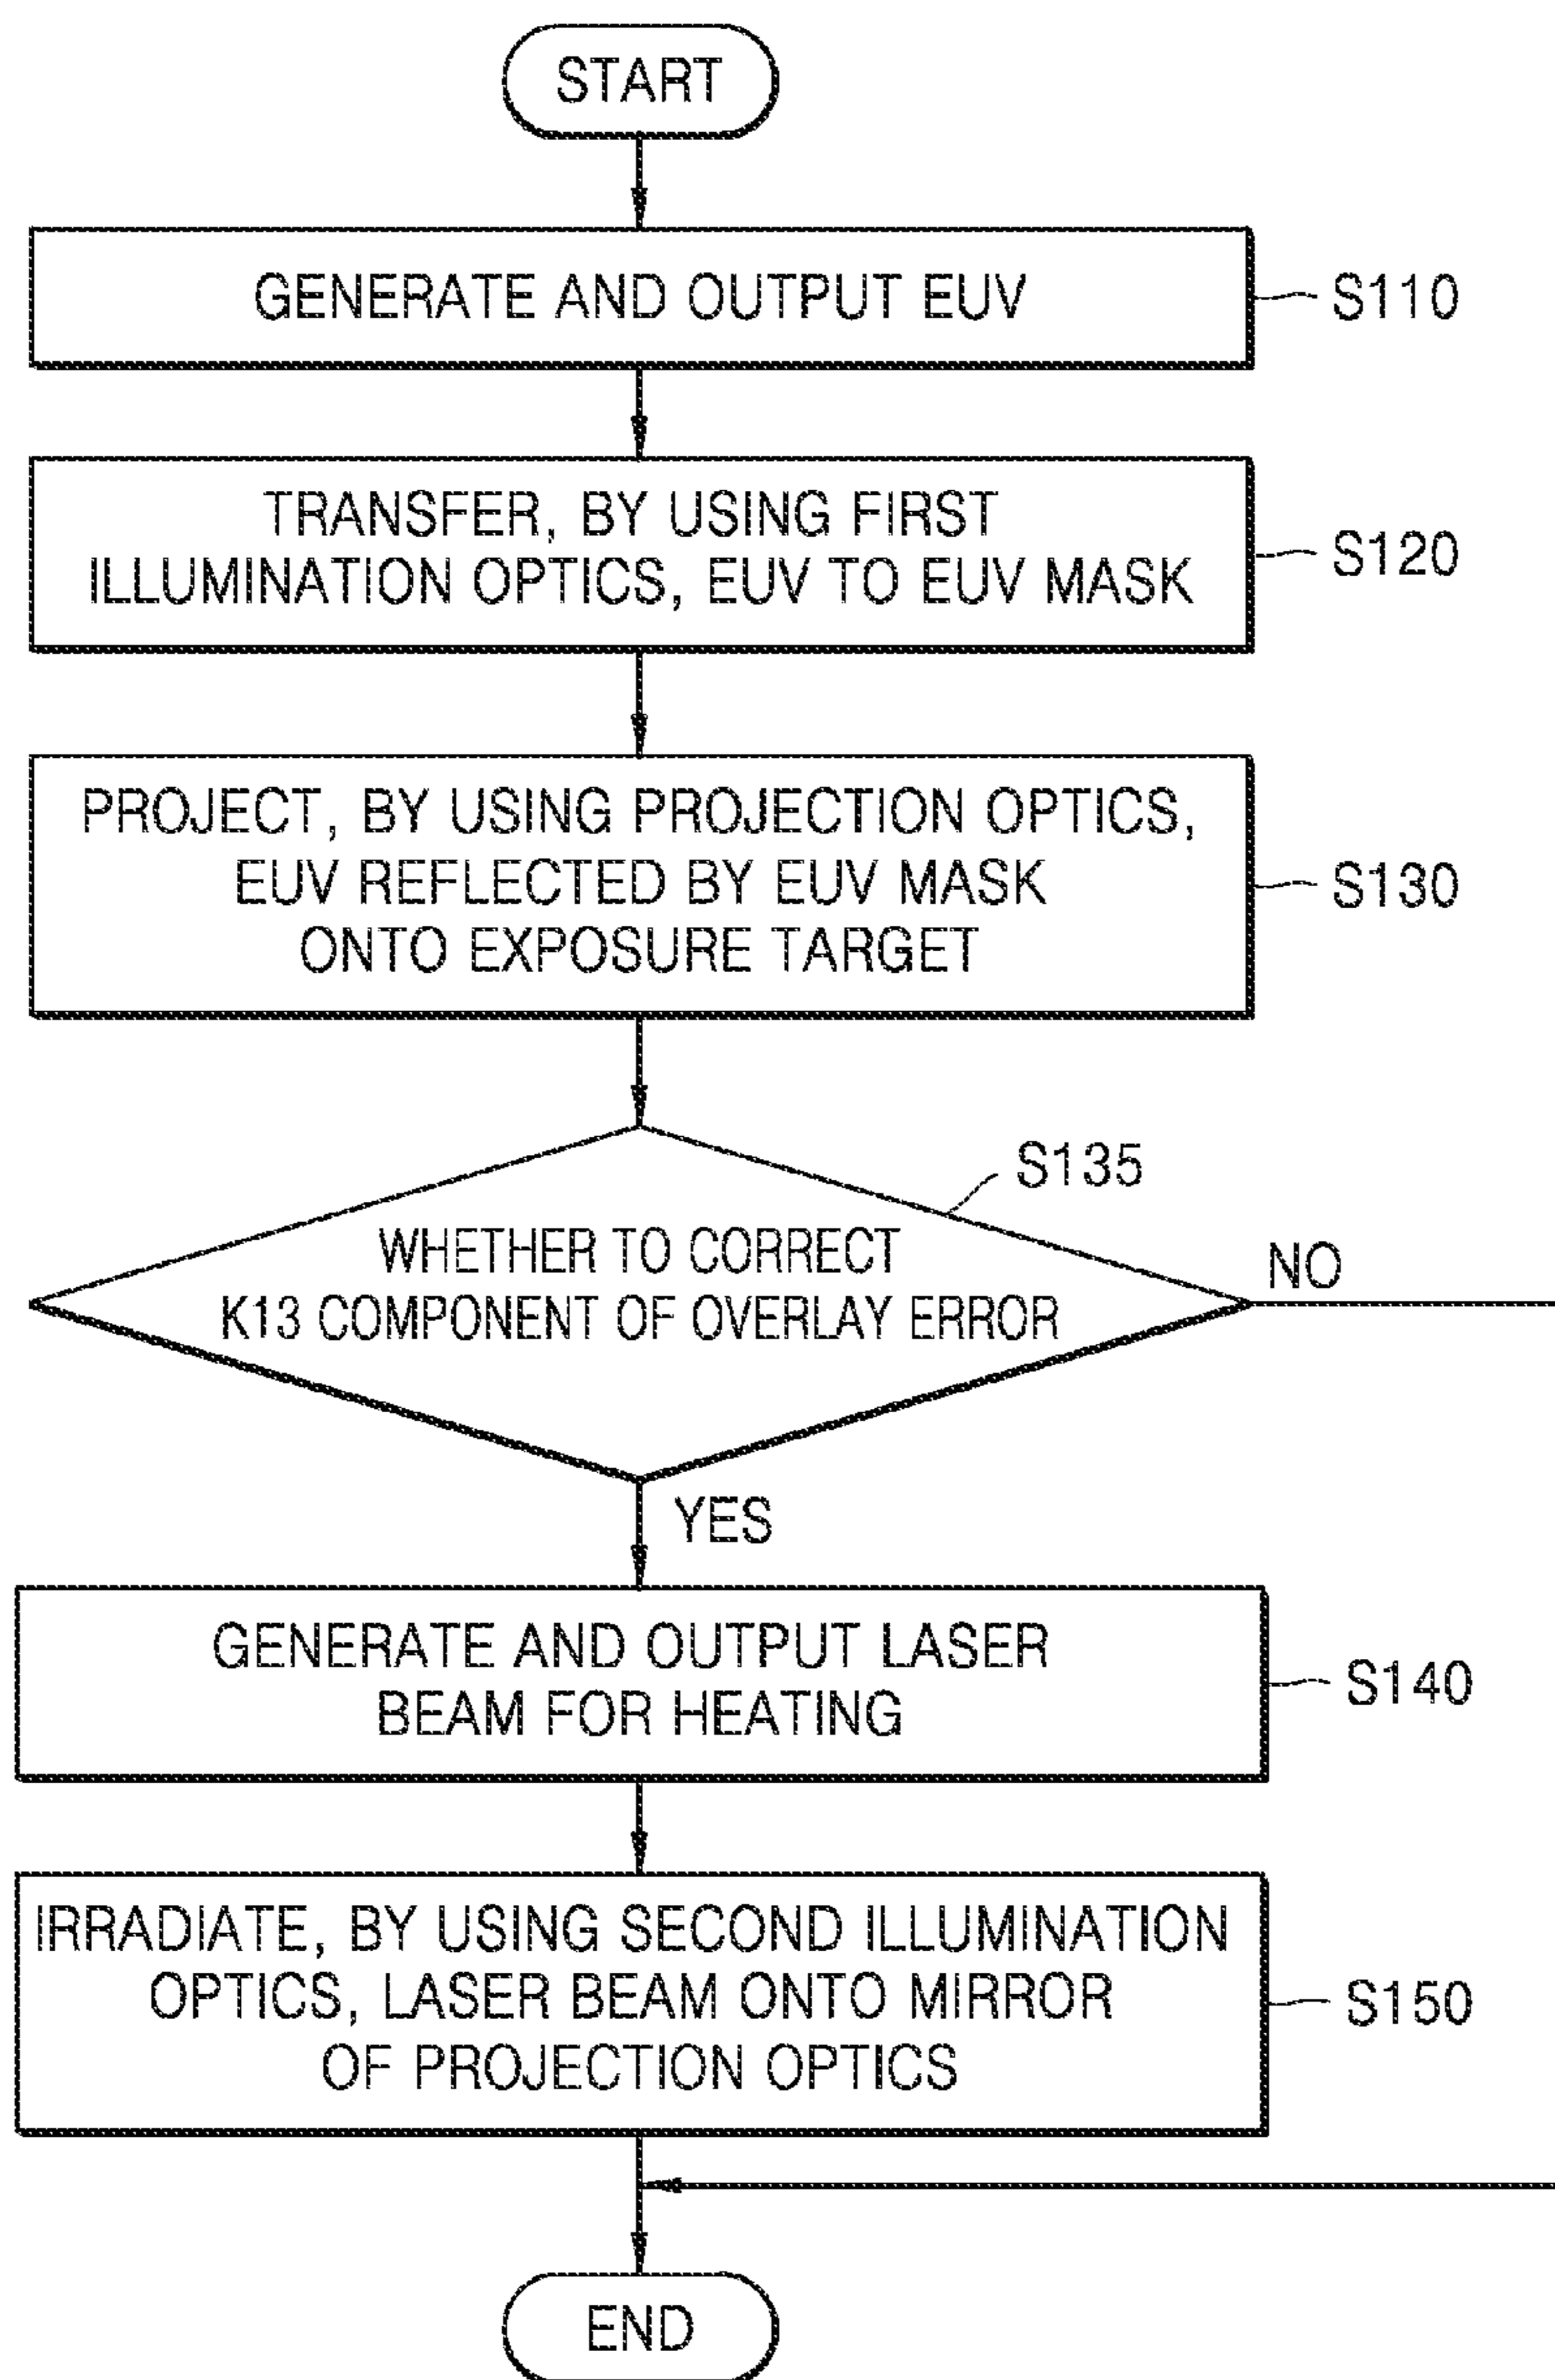 START
GENERATE AND OUTPUT EUV
S110
TRANSFER, BY USING FIRST
ILLUMINATION OPTICS, EUV TO EUV MASK
S120
PROJECT, BY USING PROJECTION OPTICS,
EUV REFLECTED BY EUV MASK
ONTO EXPOSURE TARGET
S130
S135
WHETHER TO CORRECT
K13 COMPONENT OF OVERLAY ERROR
NO
YES
GENERATE AND OUTPUT LASER
BEAM FOR HEATING
S140
IRRADIATE, BY USING SECOND ILLUMINATION
OPTICS, LASER BEAM ONTO MIRROR
OF PROJECTION OPTICS
S150
END